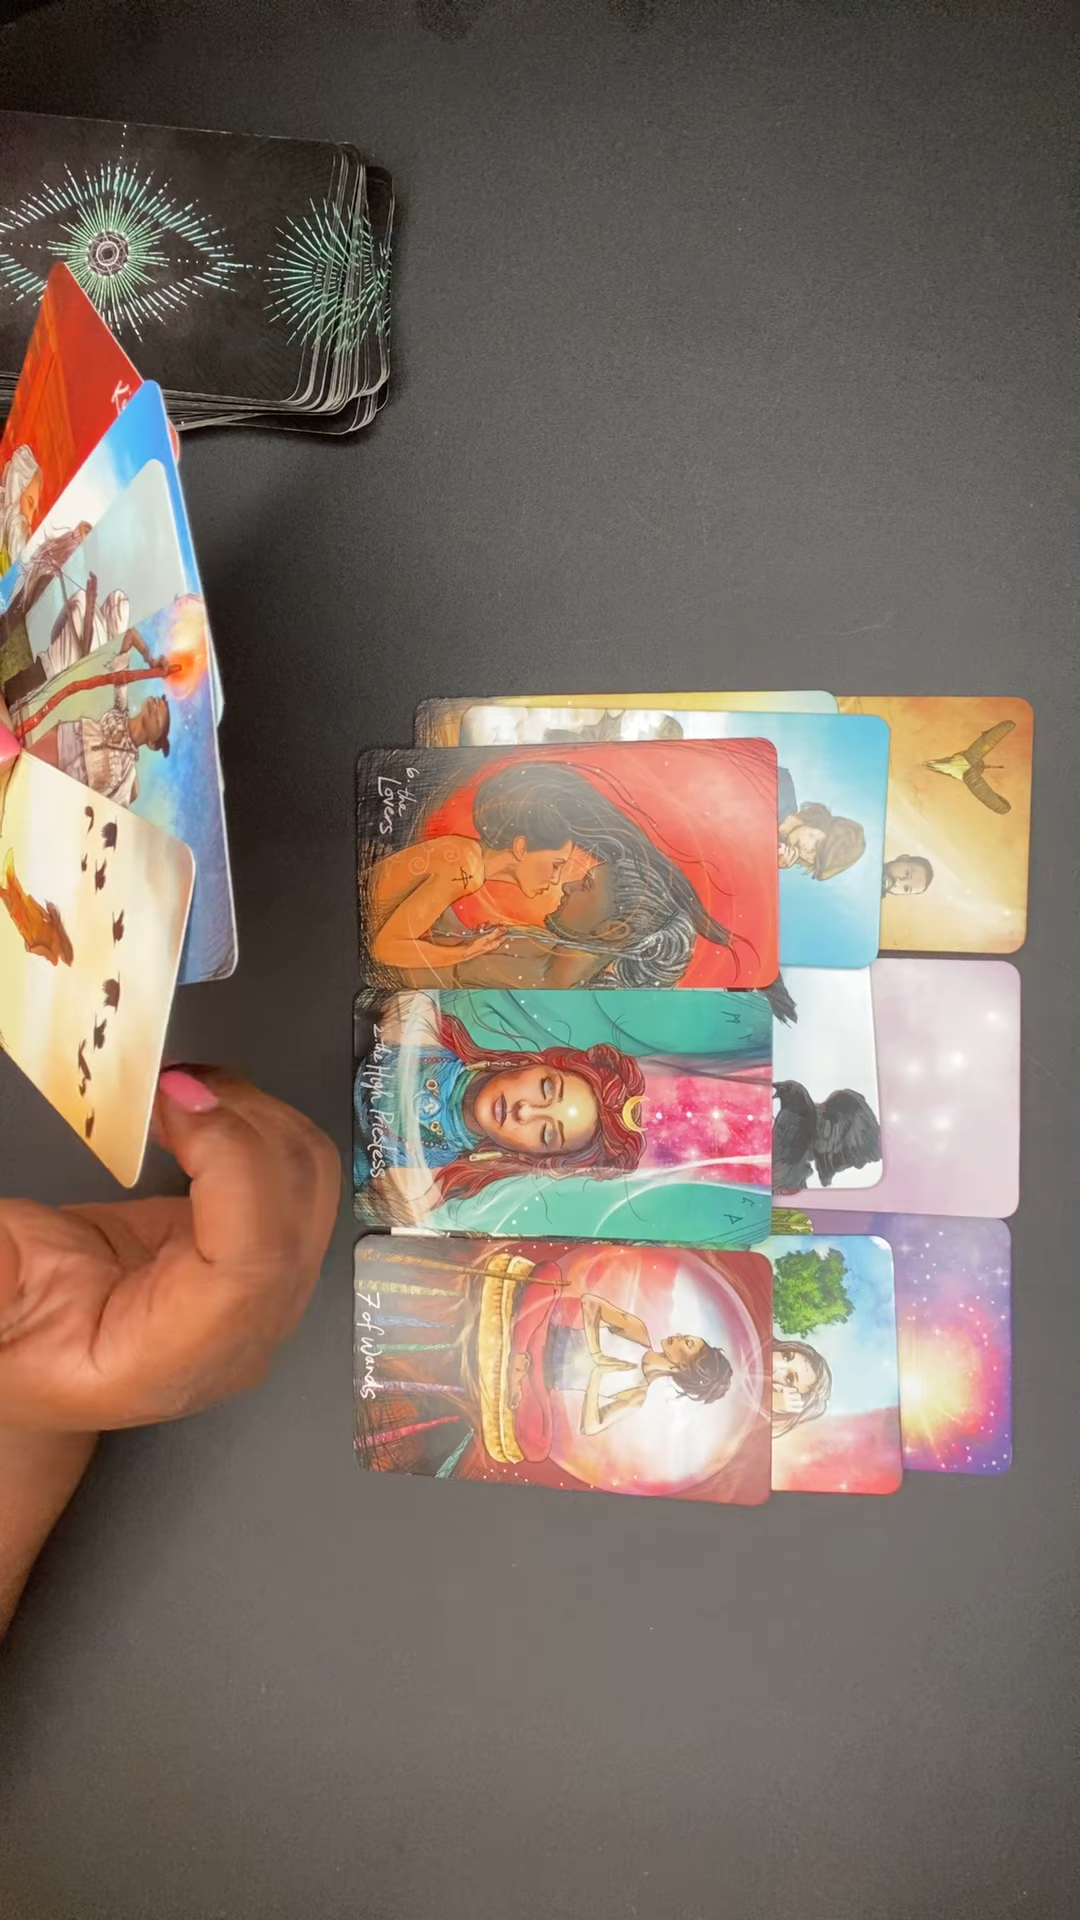 6. the
Lovers
2. the High Priestess
7 of Wands